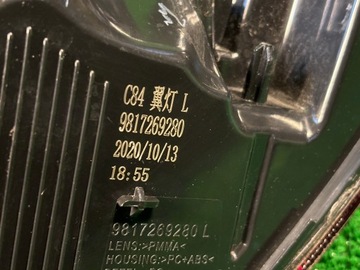 C84 翼灯 L
9817269280
2020/10/13
18:55
9817269280 L
LENS:>PMMA<
HOUSING:>PC+ABS<